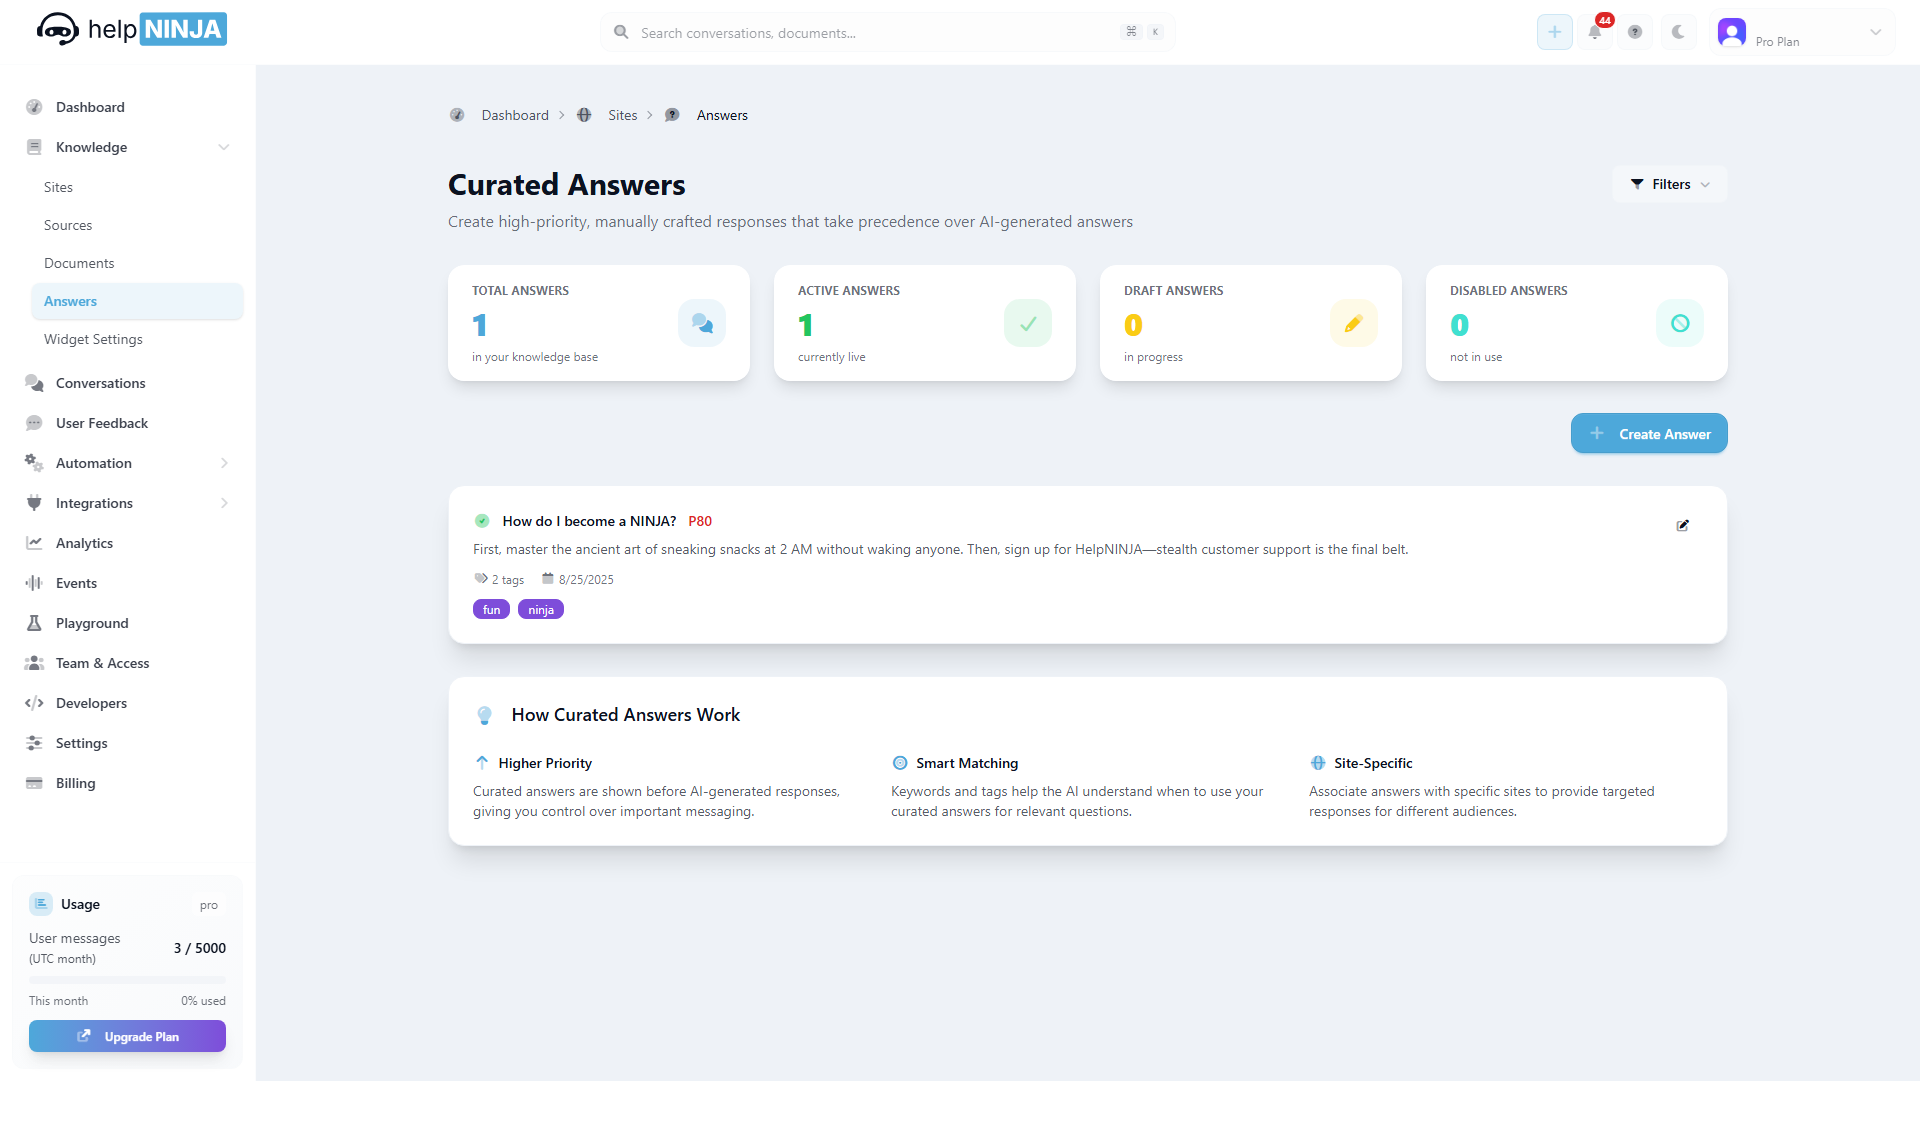 help NINJA
Search conversations, documents...
⌘ K
44
Pro Plan
Dashboard
Knowledge
Sites
Sources
Documents
Answers
Widget Settings
Conversations
User Feedback
Automation
Integrations
Analytics
Events
Playground
Team & Access
Developers
Settings
Billing
Usage
pro
User messages
(UTC month)
3 / 5000
This month
0% used
Upgrade Plan
Dashboard > Sites > Answers
Curated Answers
Filters
Create high-priority, manually crafted responses that take precedence over AI-generated answers
TOTAL ANSWERS
1
in your knowledge base
ACTIVE ANSWERS
1
currently live
DRAFT ANSWERS
0
in progress
DISABLED ANSWERS
0
not in use
Create Answer
How do I become a NINJA? P80
First, master the ancient art of sneaking snacks at 2 AM without waking anyone. Then, sign up for HelpNINJA—stealth customer support is the final belt.
2 tags 8/25/2025
fun ninja
How Curated Answers Work
Higher Priority
Curated answers are shown before AI-generated responses,
giving you control over important messaging.
Smart Matching
Keywords and tags help the AI understand when to use your
curated answers for relevant questions.
Site-Specific
Associate answers with specific sites to provide targeted
responses for different audiences.